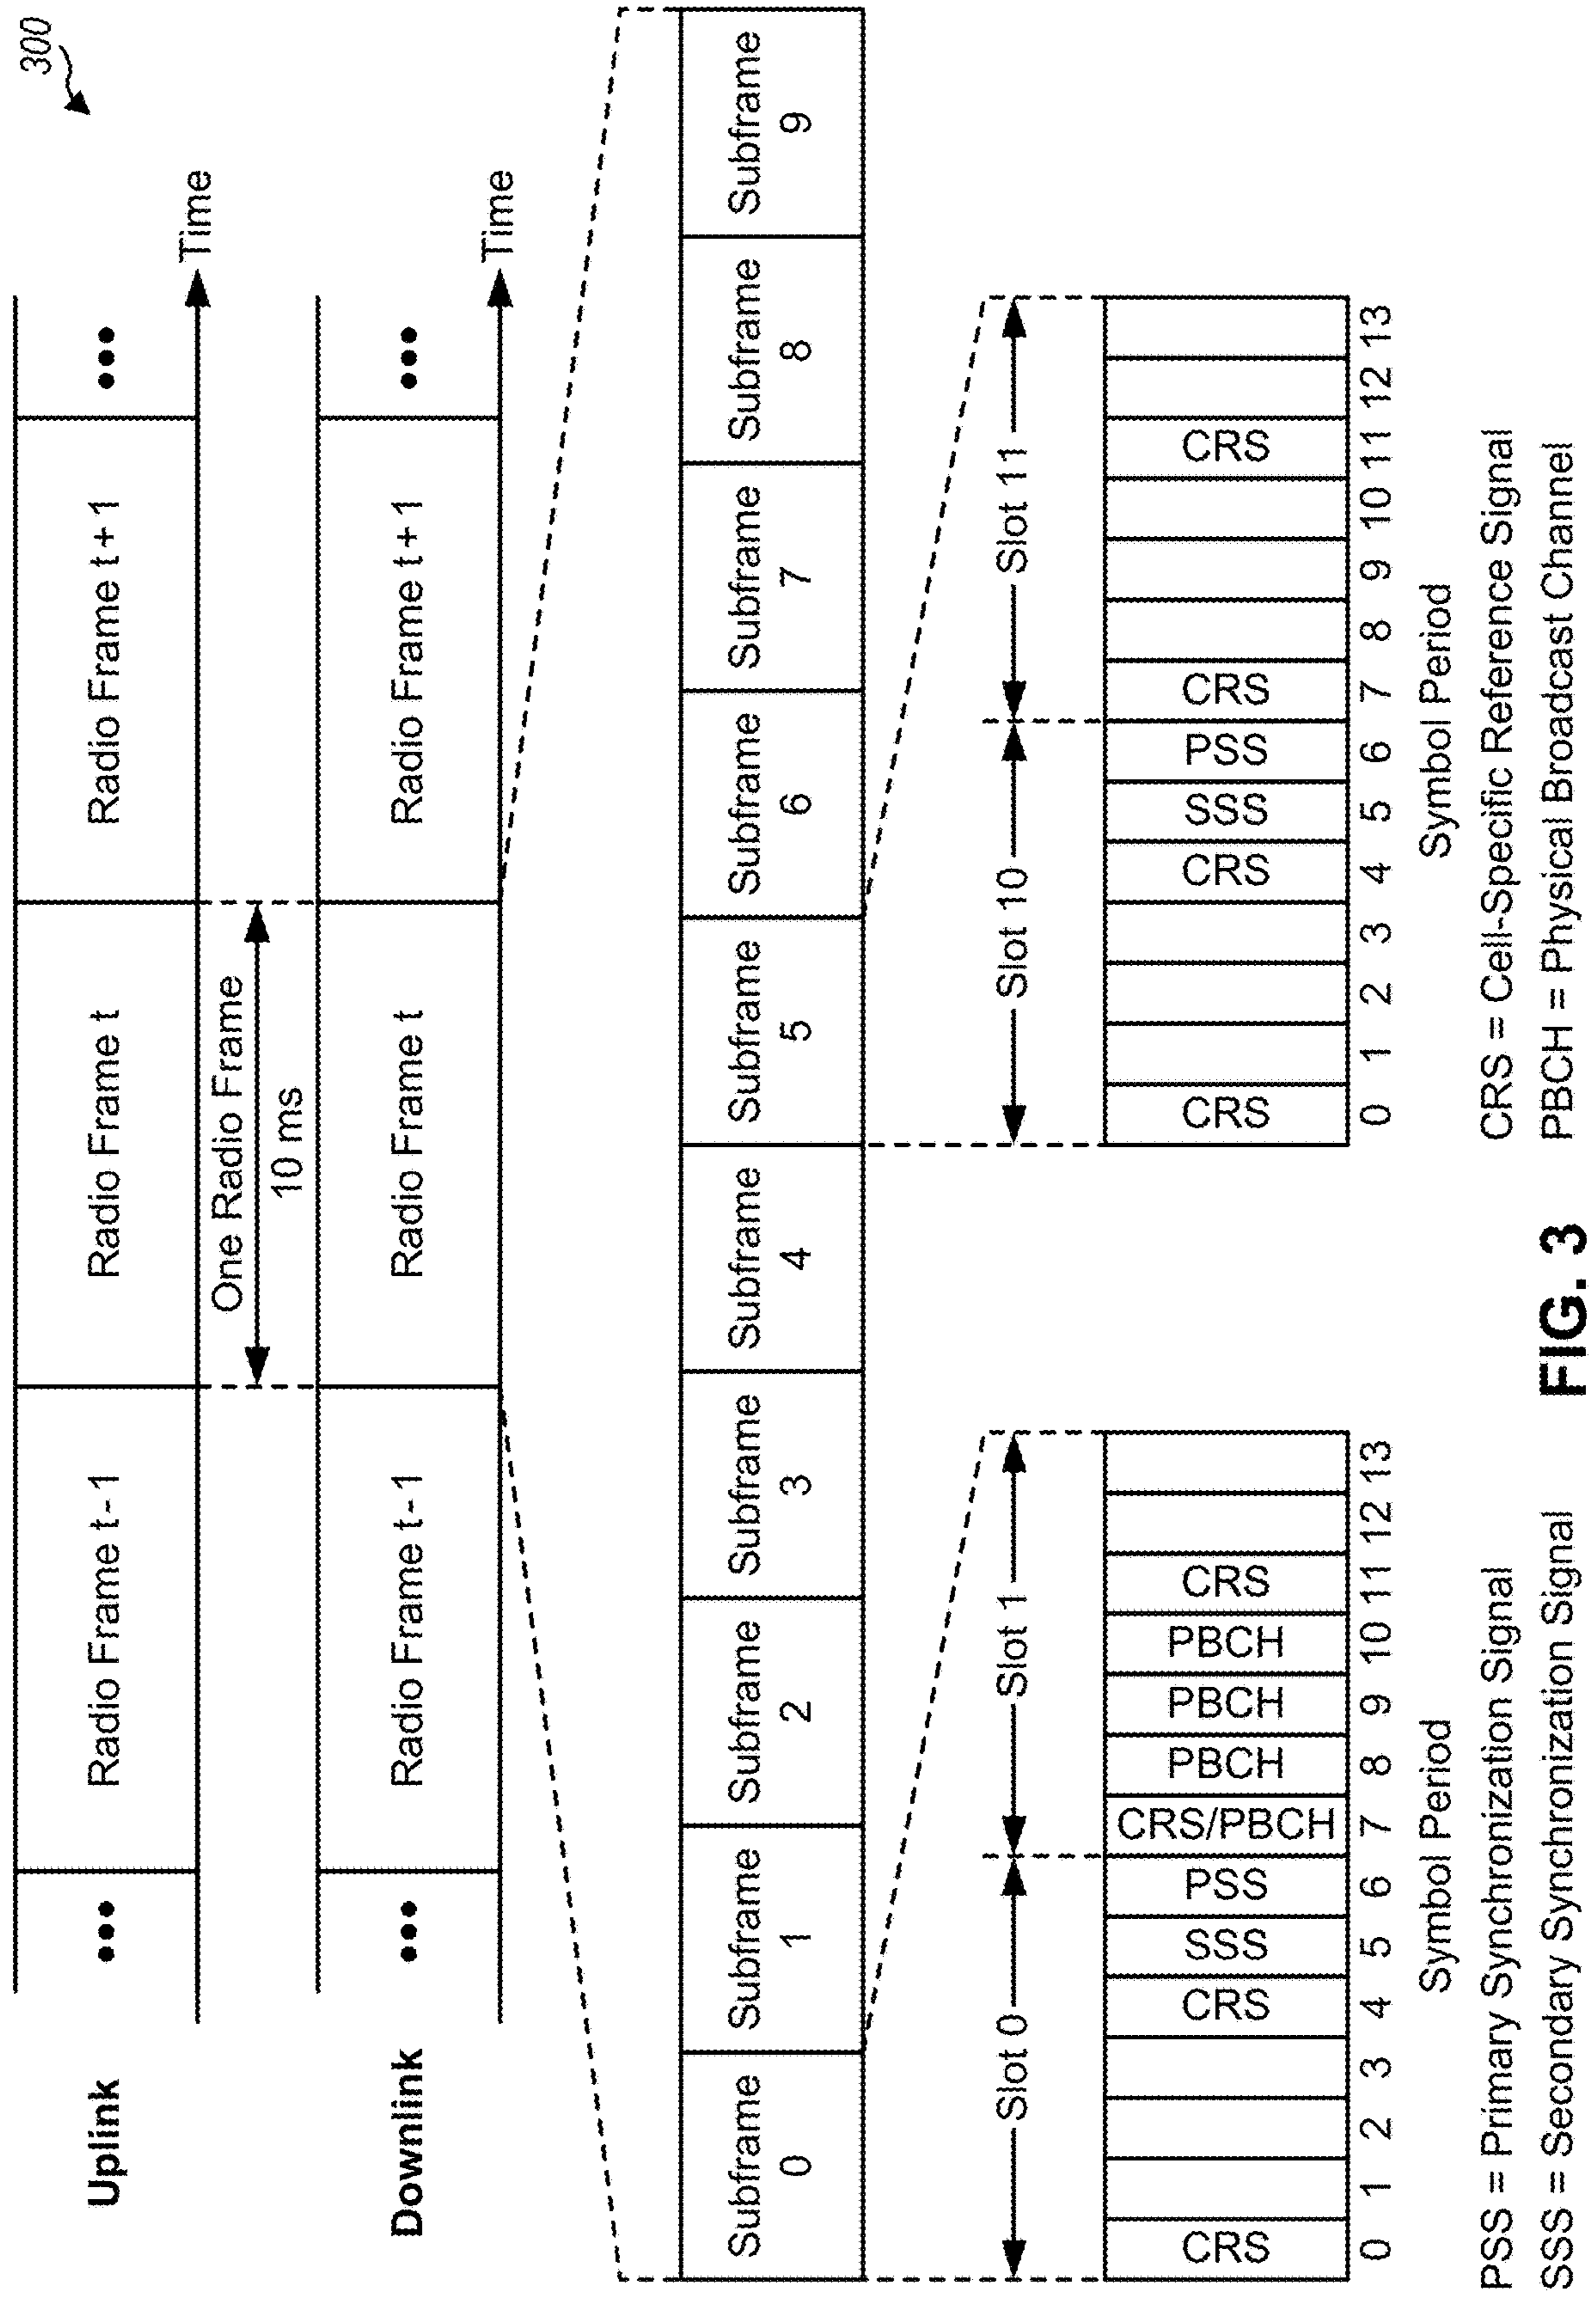 300
Uplink
••• Radio Frame t-1 Radio Frame t Radio Frame t+1 •••
Time
One Radio Frame
10 ms
Downlink
••• Radio Frame t-1 Radio Frame t Radio Frame t+1 •••
Time
Subframe 0
Subframe 1
Subframe 2
Subframe 3
Subframe 4
Subframe 5
Subframe 6
Subframe 7
Subframe 8
Subframe 9
Slot 0 Slot 1
CRS CRS SSS PSS CRS/PBCH PBCH PBCH PBCH CRS
0 1 2 3 4 5 6 7 8 9 10 11 12 13
Symbol Period
Slot 10 Slot 11
CRS CRS SSS PSS CRS CRS
0 1 2 3 4 5 6 7 8 9 10 11 12 13
Symbol Period
PSS = Primary Synchronization Signal
SSS = Secondary Synchronization Signal
CRS = Cell-Specific Reference Signal
PBCH = Physical Broadcast Channel
FIG. 3